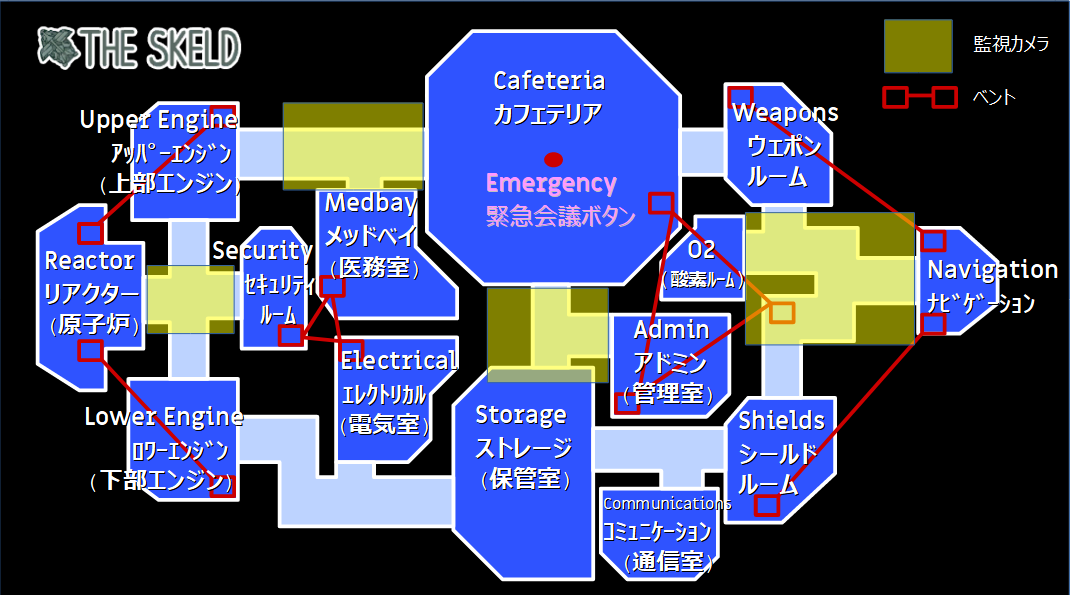 THE SKELD
監視カメラ
ベント
Cafeteria
カフェテリア
Emergency
緊急会議ボタン
Upper Engine
ｱｯﾊﾟｰエンジン
（上部エンジン）
Weapons
ウェポン
ルーム
Medbay
メッドベイ
（医務室）
Security
セキュリティ
ルーム
Reactor
リアクター
（原子炉）
O2
（酸素ルーム）
Navigation
ﾅﾋﾞｹﾞｰション
Admin
アドミン
（管理室）
Electrical
エレクトリカル
（電気室）
Lower Engine
ﾛﾜｰエンジン
（下部エンジン）
Storage
ストレージ
（保管室）
Shields
シールド
ルーム
Communications
コミュニケーション
（通信室）